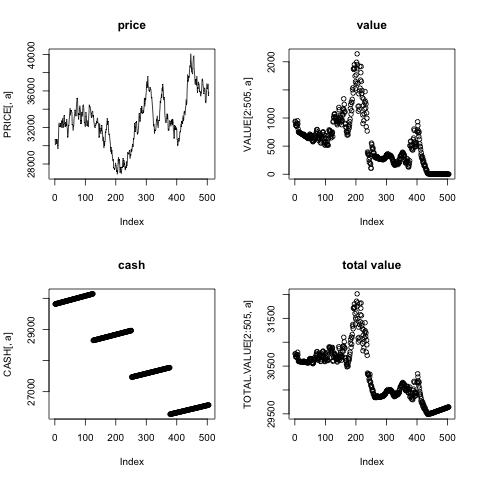 price
PRICE[, a]
28000 32000 36000 40000
0 100 200 300 400 500
Index
value
VALUE[2:505, a]
0 500 1000 2000
0 100 200 300 400 500
Index
cash
CASH[, a]
27000 29000
0 100 200 300 400 500
Index
total value
TOTAL.VALUE[2:505, a]
29500 30500 31500
0 100 200 300 400 500
Index